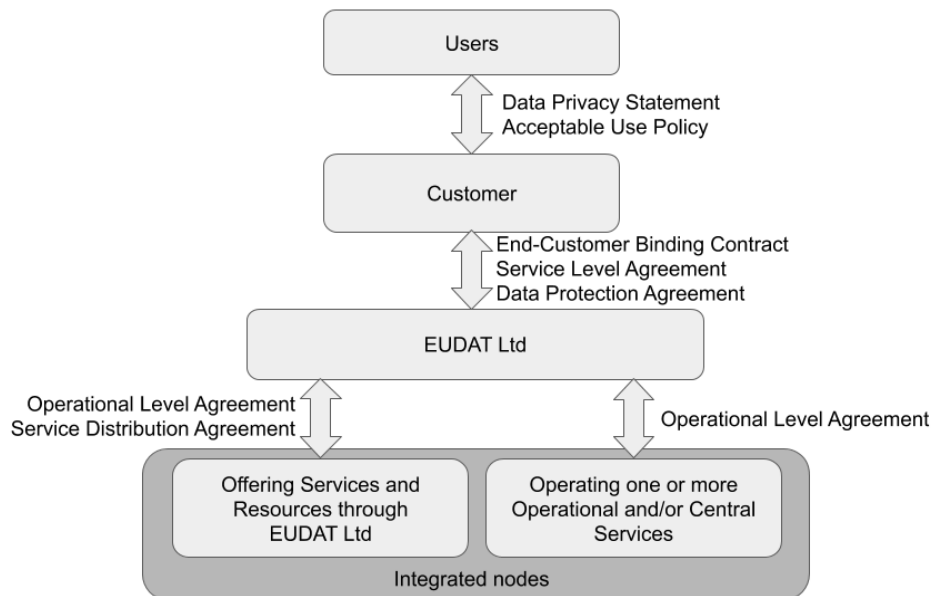 Users
Data Privacy Statement
Acceptable Use Policy
Customer
End-Customer Binding Contract
Service Level Agreement
Data Protection Agreement
EUDAT Ltd
Operational Level Agreement
Service Distribution Agreement
Operational Level Agreement
Offering Services and
Resources through
EUDAT Ltd
Operating one or more
Operational and/or Central
Services
Integrated nodes